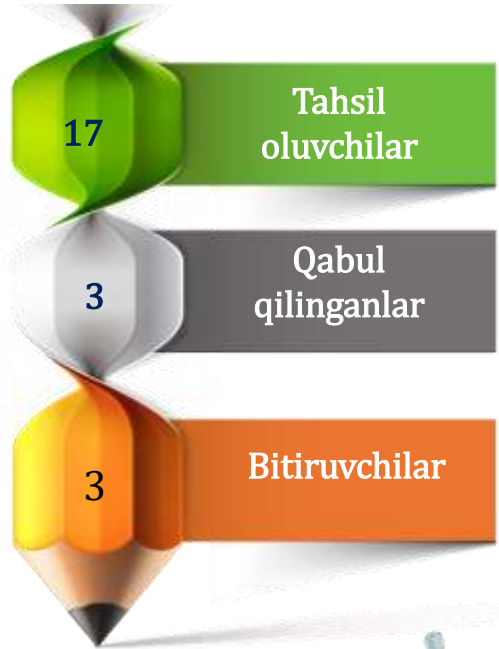 17
Tahsil
oluvchilar
3
Qabul
qilinganlar
3
Bitiruvchilar